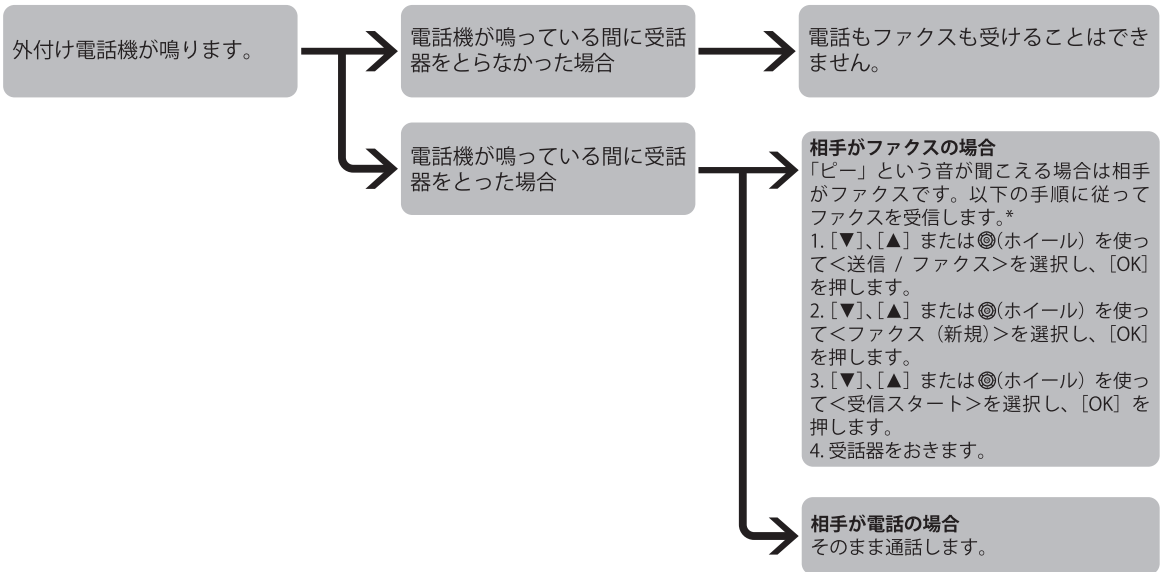 外付け電話機が鳴ります。
電話機が鳴っている間に受話
器をとらなかった場合
電話もファクスも受けることはでき
ません。
電話機が鳴っている間に受話
器をとった場合
相手がファクスの場合
「ピー」という音が聞こえる場合は相手
がファクスです。以下の手順に従って
ファクスを受信します。*
1. [▼]、[▲] または◎(ホイール) を使っ
て<送信 / ファクス>を選択し、[OK]
を押します。
2. [▼]、[▲] または◎(ホイール) を使っ
て<ファクス (新規)>を選択し、[OK]
を押します。
3. [▼]、[▲] または◎(ホイール) を使っ
て<受信スタート>を選択し、[OK] を
押します。
4. 受話器をおきます。
相手が電話の場合
そのまま通話します。